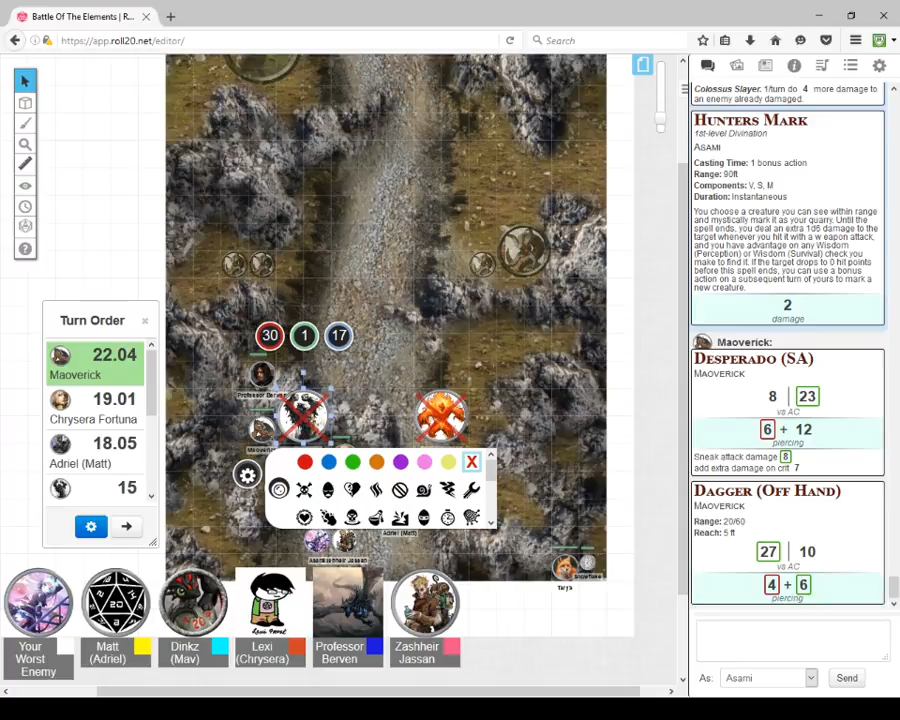 Battle Of The Elements | R...
https://app.roll20.net/editor/
Search
Colossus Slayer. 1/turn do 4 more damage to
an enemy already damaged.
HUNTERS MARK
1st-level Divination
ASAMI
Casting Time: 1 bonus action
Range: 90ft
Components: V, S, M
Duration: Instantaneous
You choose a creature you can see within range
and mystically mark it as your quarry. Until the
spell ends, you deal an extra 1d6 damage to the
target whenever you hit it with a w eapon attack,
and you have advantage on any Wisdom
(Perception) or Wisdom (Survival) check you
make to find it. If the target drops to 0 hit points
before this spell ends, you can use a bonus
action on a subsequent turn of yours to mark a
new creature.
2
damage
Maoverick:
DESPERADO (SA)
MAOVERICK
8 | 23
vs AC
6 + 12
piercing
Sneak attack damage 8
add extra damage on crit 7
DAGGER (OFF HAND)
MAOVERICK
Range: 20/60
Reach: 5 ft
27 | 10
vs AC
4 + 6
piercing
As: Asami
Send
Turn Order
22.04
Maoverick
19.01
Chrysera Fortuna
18.05
Adriel (Matt)
15
30
1
17
Professor Berven
X
Adriel (Matt)
Snowflake
Taryn
20
Lexi Panel
Your
Worst
Enemy
Matt
(Adriel)
Dinkz
(Mav)
Lexi
(Chrysera)
Professor
Berven
Zashheir
Jassan